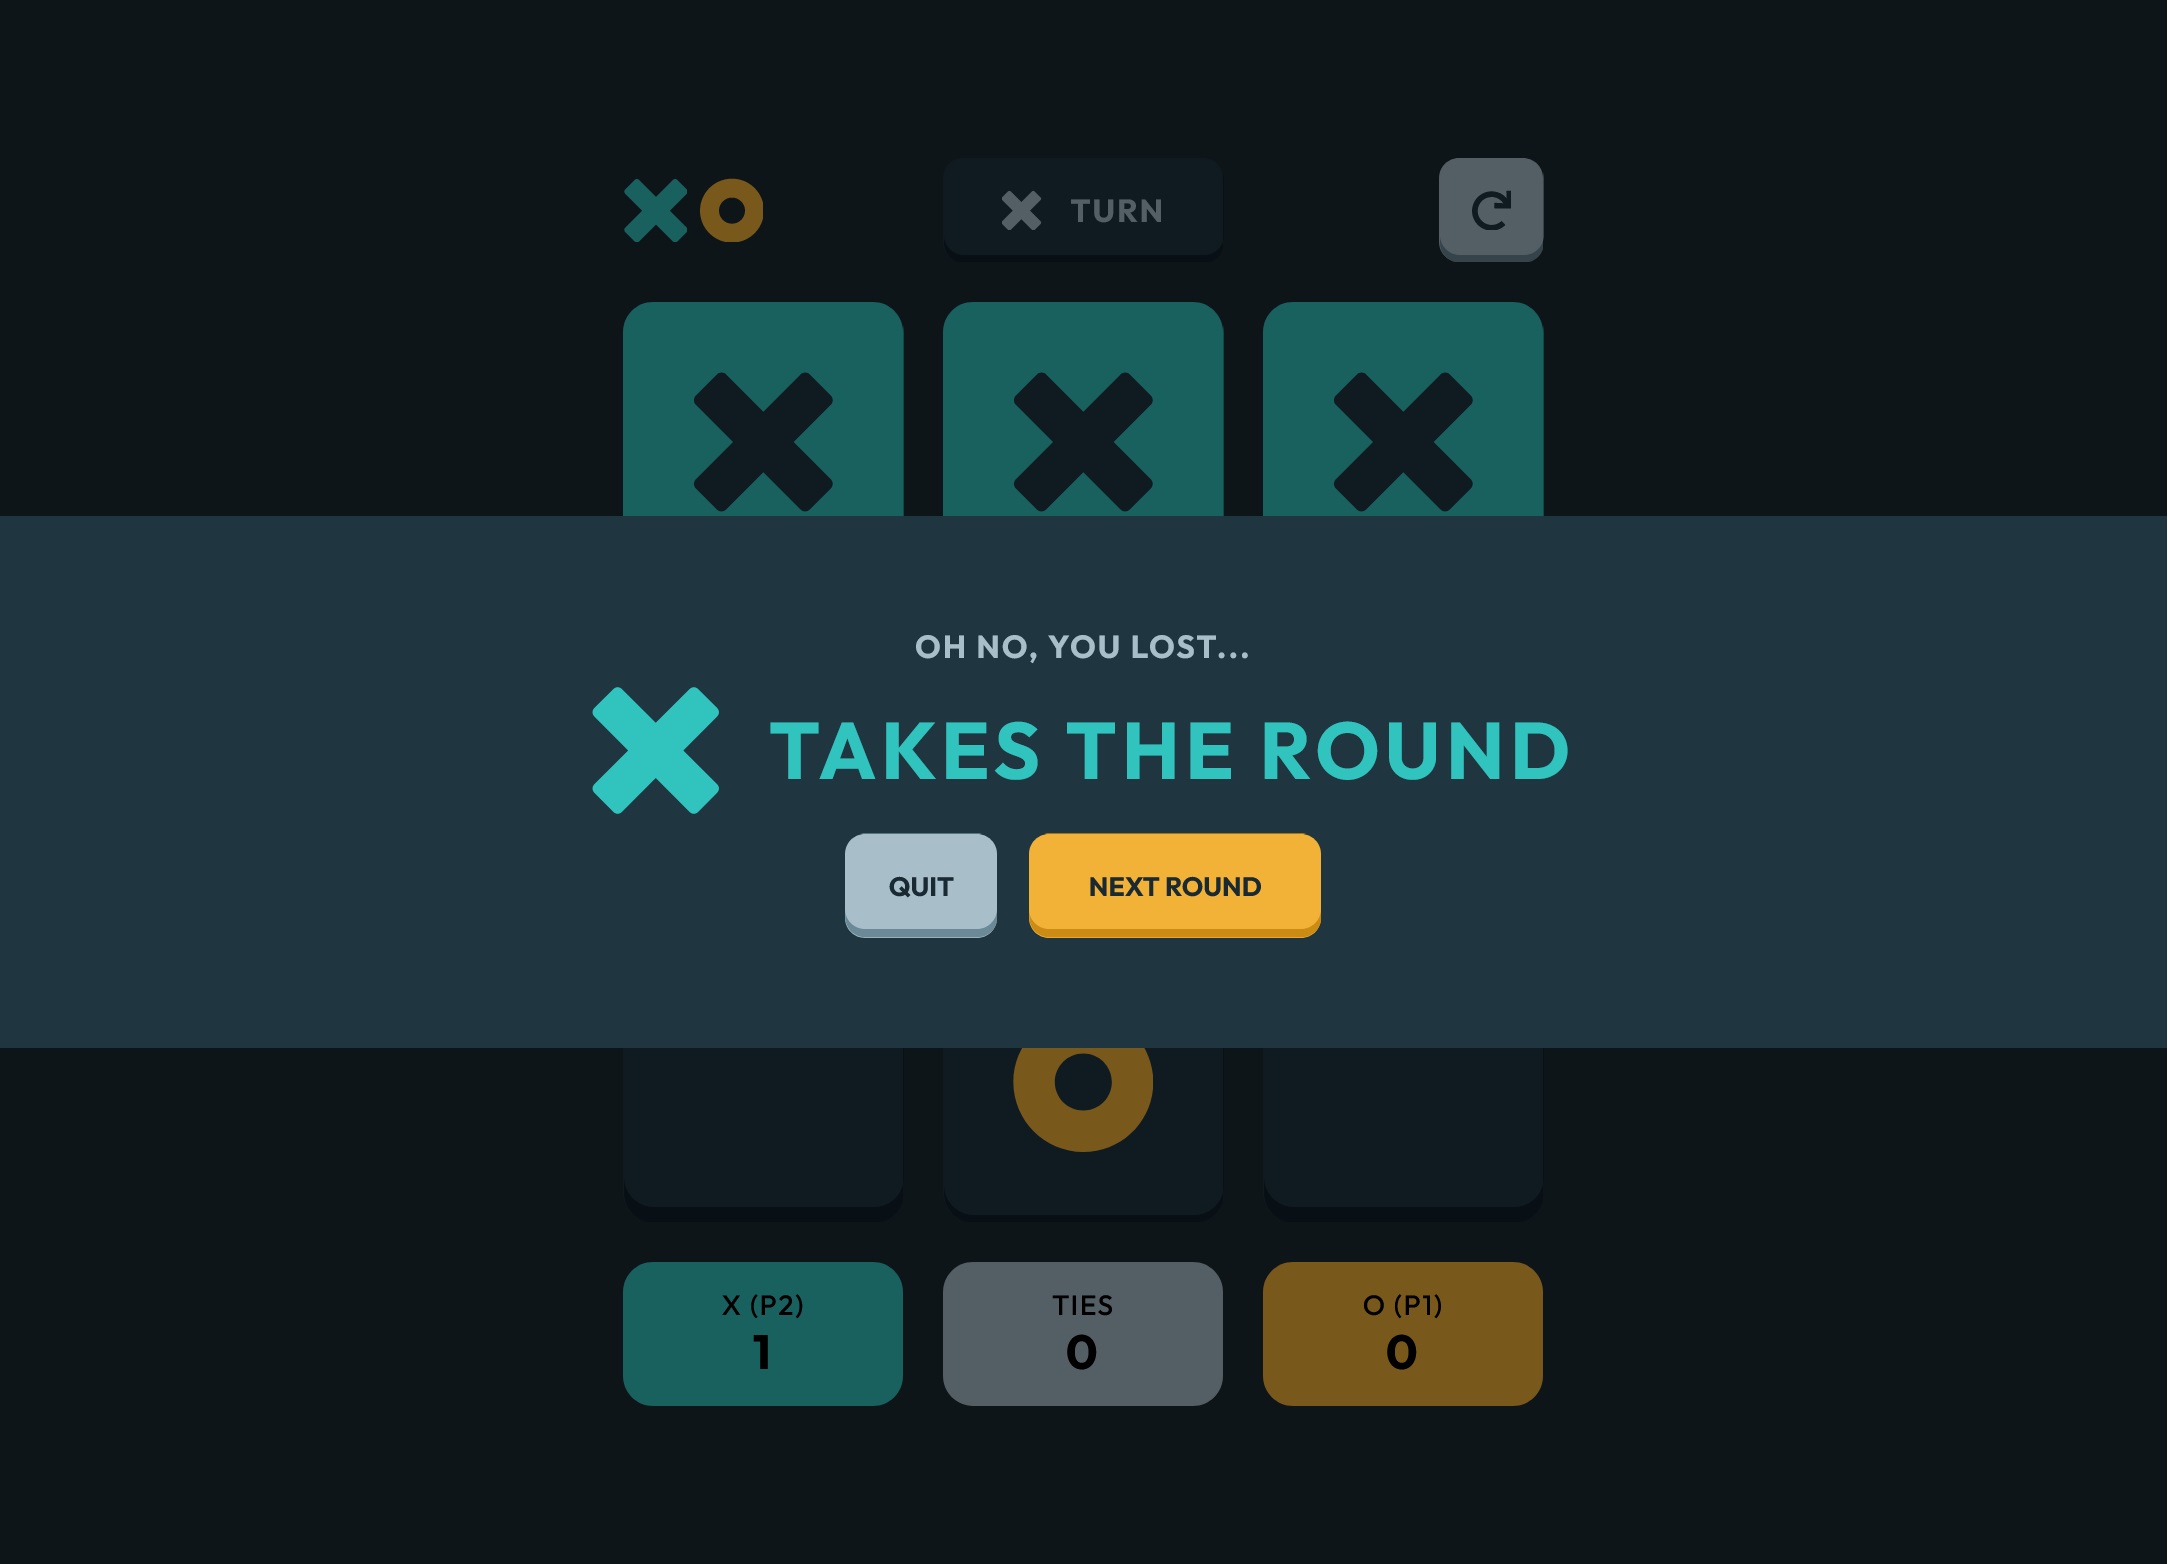 TURN
OH NO, YOU LOST...
TAKES THE ROUND
QUIT
NEXT ROUND
X (P2)
1
TIES
0
O (P1)
0